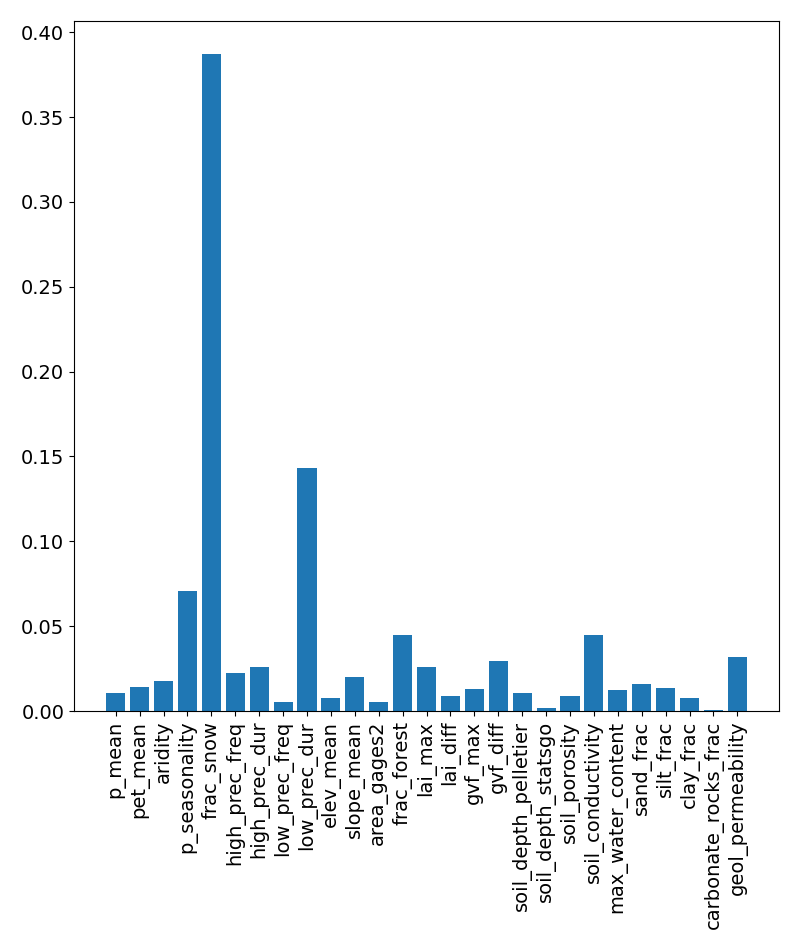 0.40
0.35
0.30
0.25
0.20
0.15
0.10
0.05
0.00
p_mean
pet_mean
aridity
p_seasonality
frac_snow
high_prec_freq
high_prec_dur
low_prec_freq
low_prec_dur
elev_mean
slope_mean
area_gages2
frac_forest
lai_max
lai_diff
gvf_max
gvf_diff
soil_depth_pelletier
soil_depth_statsgo
soil_porosity
soil_conductivity
max_water_content
sand_frac
silt_frac
clay_frac
carbonate_rocks_frac
geol_permeability